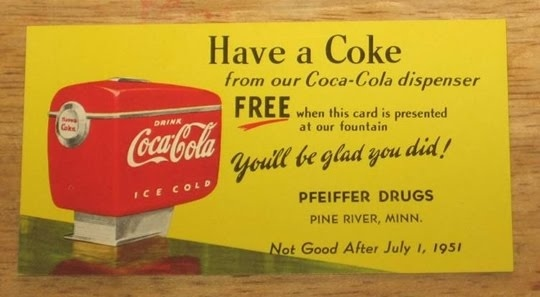 Have a Coke
from our Coca-Cola dispenser
FREE when this card is presented
at our fountain
You'll be glad you did!
PFEIFFER DRUGS
PINE RIVER, MINN.
Not Good After July 1, 1951
DRINK
Coca-Cola
ICE COLD
Have a
Coke